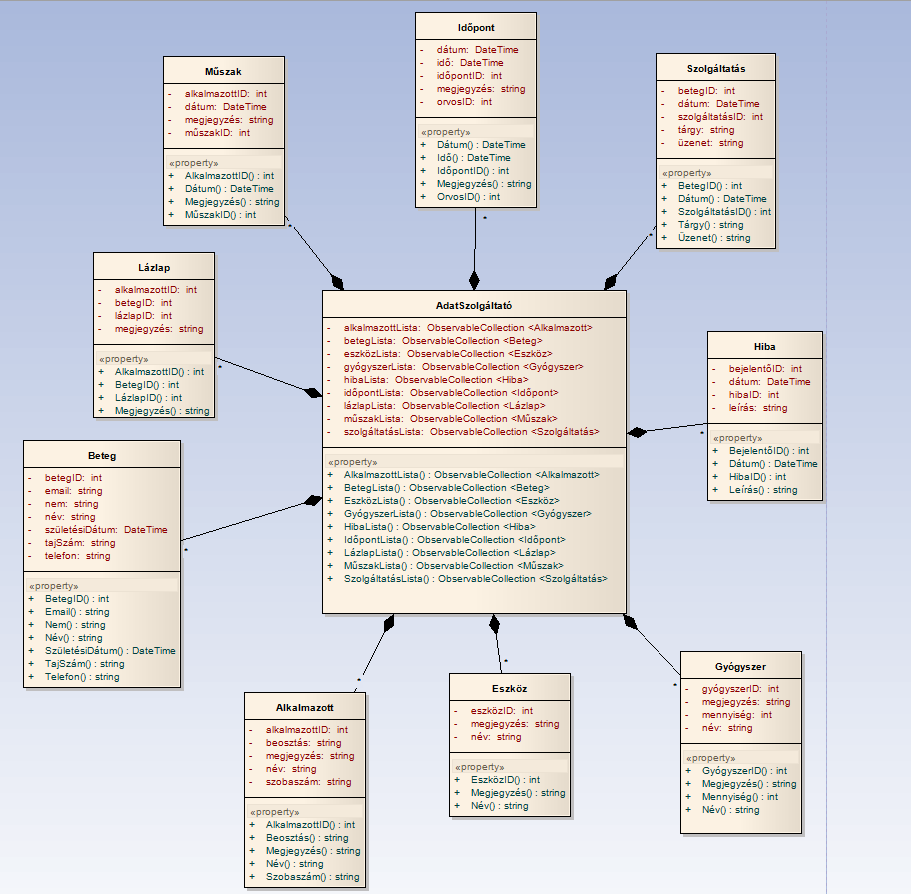 Időpont
- dátum: DateTime
- idő: DateTime
- időpontID: int
- megjegyzés: string
- orvosID: int
«property»
+ Dátum() : DateTime
+ Idő() : DateTime
+ IdőpontID() : int
+ Megjegyzés() : string
+ OrvosID() : int
*
Műszak
- alkalmazottID: int
- dátum: DateTime
- megjegyzés: string
- műszakID: int
«property»
+ AlkalmazottID() : int
+ Dátum() : DateTime
+ Megjegyzés() : string
+ MűszakID() : int
*
Szolgáltatás
- betegID: int
- dátum: DateTime
- szolgáltatásID: int
- tárgy: string
- üzenet: string
«property»
+ BetegID() : int
+ Dátum() : DateTime
+ SzolgáltatásID() : int
+ Tárgy() : string
+ Üzenet() : string
*
Lázlap
- alkalmazottID: int
- betegID: int
- lázlapID: int
- megjegyzés: string
«property»
+ AlkalmazottID() : int
+ BetegID() : int
+ LázlapID() : int
+ Megjegyzés() : string
*
AdatSzolgáltató
- alkalmazottLista: ObservableCollection <Alkalmazott>
- betegLista: ObservableCollection <Beteg>
- eszközLista: ObservableCollection <Eszköz>
- gyógyszerLista: ObservableCollection <Gyógyszer>
- hibaLista: ObservableCollection <Hiba>
- időpontLista: ObservableCollection <Időpont>
- lázlapLista: ObservableCollection <Lázlap>
- műszakLista: ObservableCollection <Műszak>
- szolgáltatásLista: ObservableCollection <Szolgáltatás>
«property»
+ AlkalmazottLista() : ObservableCollection <Alkalmazott>
+ BetegLista() : ObservableCollection <Beteg>
+ EszközLista() : ObservableCollection <Eszköz>
+ GyógyszerLista() : ObservableCollection <Gyógyszer>
+ HibaLista() : ObservableCollection <Hiba>
+ IdőpontLista() : ObservableCollection <Időpont>
+ LázlapLista() : ObservableCollection <Lázlap>
+ MűszakLista() : ObservableCollection <Műszak>
+ SzolgáltatásLista() : ObservableCollection <Szolgáltatás>
Hiba
- bejelentőID: int
- dátum: DateTime
- hibaID: int
- leírás: string
«property»
+ BejelentőID() : int
+ Dátum() : DateTime
+ HibaID() : int
+ Leírás() : string
*
Beteg
- betegID: int
- email: string
- nem: string
- név: string
- születésiDátum: DateTime
- tajSzám: string
- telefon: string
«property»
+ BetegID() : int
+ Email() : string
+ Nem() : string
+ Név() : string
+ SzületésiDátum() : DateTime
+ TajSzám() : string
+ Telefon() : string
*
Alkalmazott
- alkalmazottID: int
- beosztás: string
- megjegyzés: string
- név: string
- szobaszám: string
«property»
+ AlkalmazottID() : int
+ Beosztás() : string
+ Megjegyzés() : string
+ Név() : string
+ Szobaszám() : string
*
Eszköz
- eszközID: int
- megjegyzés: string
- név: string
«property»
+ EszközID() : int
+ Megjegyzés() : string
+ Név() : string
*
Gyógyszer
- gyógyszerID: int
- megjegyzés: string
- mennyiség: int
- név: string
«property»
+ GyógyszerID() : int
+ Megjegyzés() : string
+ Mennyiség() : int
+ Név() : string
*